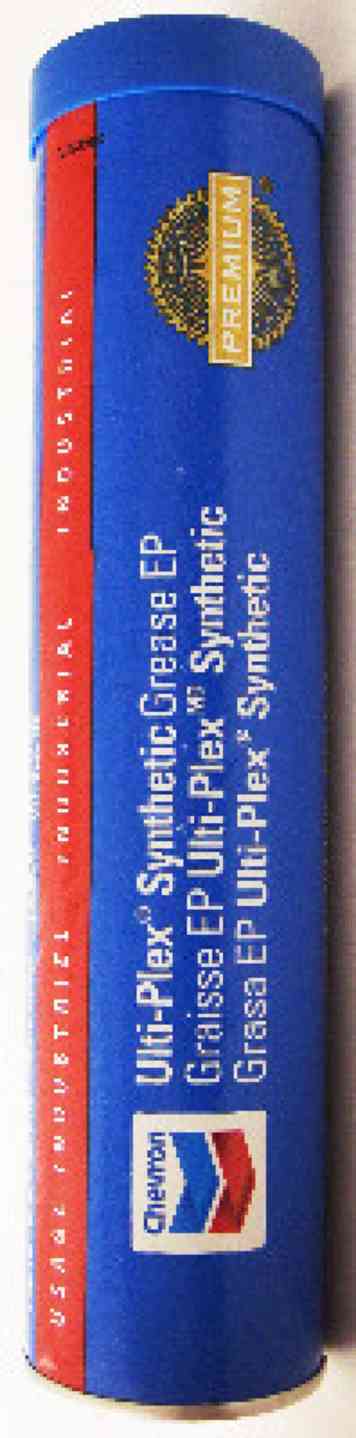 PREMIUM
Ulti-Plex® Synthetic Grease EP
Graisse EP Ulti-Plex MD Synthetic
Grasa EP Ulti-Plex® Synthetic
Chevron
USAGE INDUSTRIEL INDUSTRIAL INDUSTRIAL